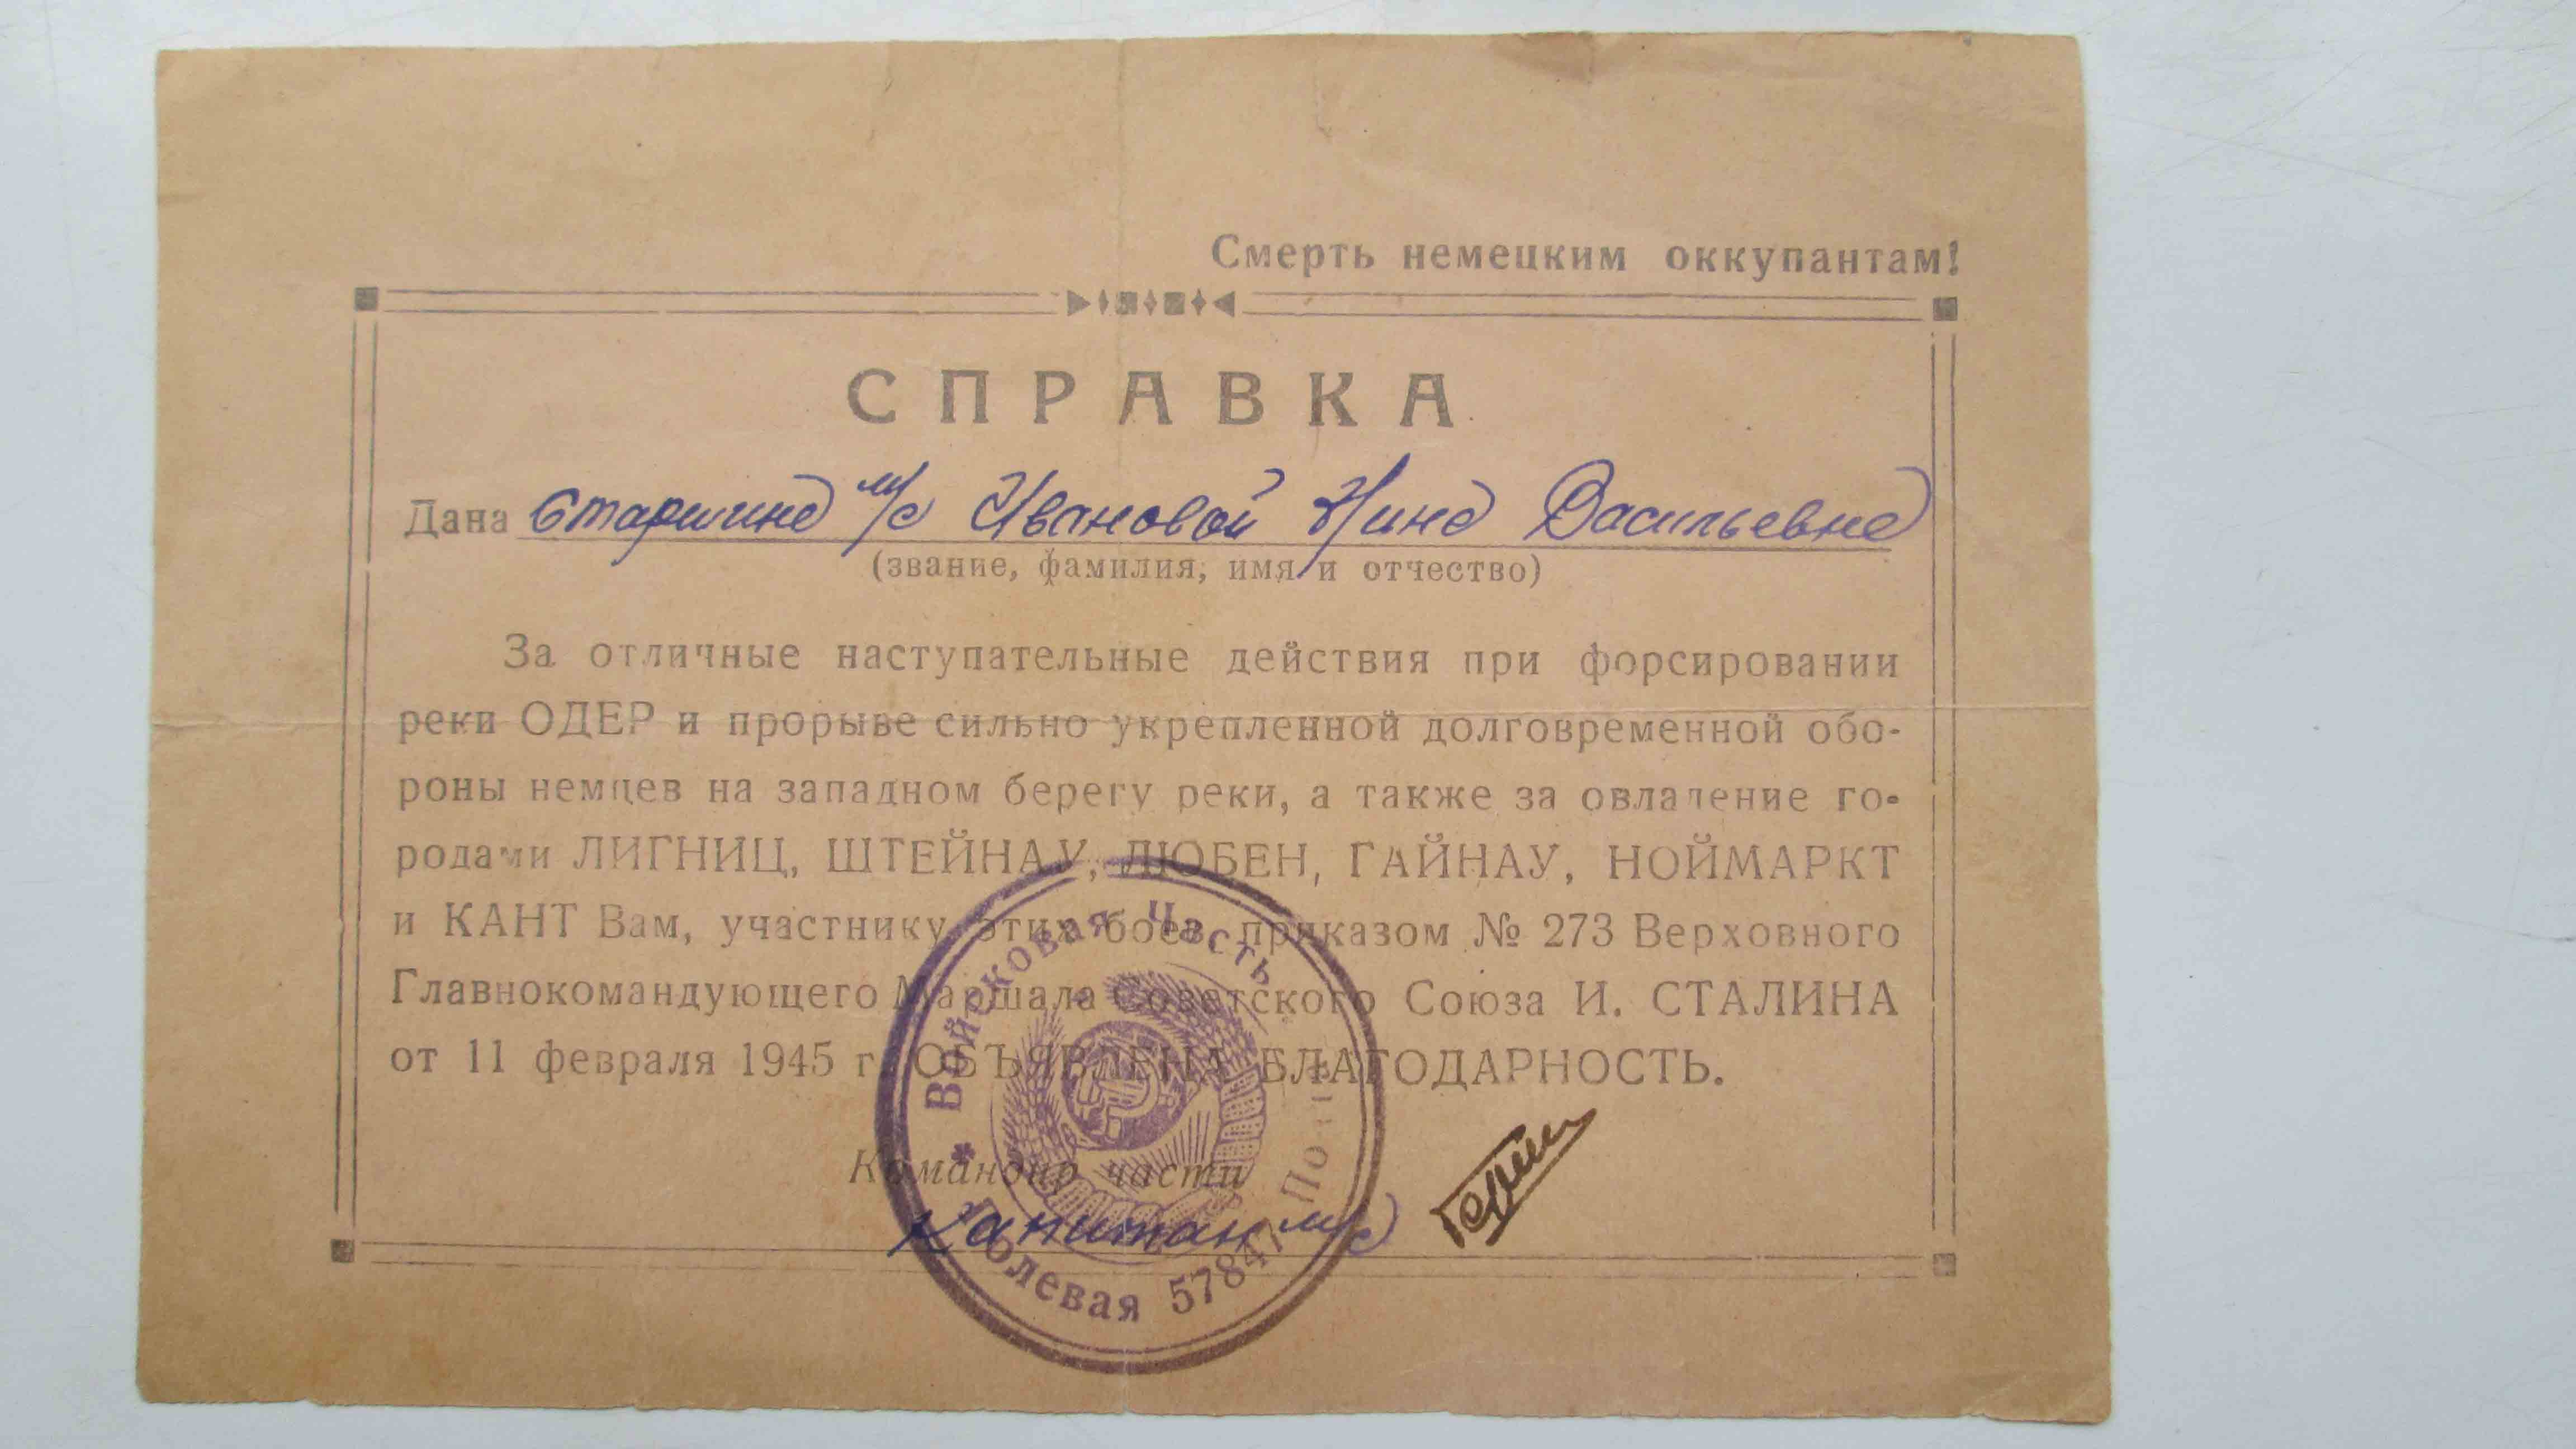 Смерть немецким оккупантам!
СПРАВКА
Дана Старшине м/с Ивановой Нине Васильевне
(звание, фамилия, имя и отчество)
За отличные наступательные действия при форсировании
реки ОДЕР и прорыве сильно укрепленной долговременной обо-
роны немцев на западном берегу реки, а также за овладение го-
родами ЛИГНИЦ, ШТЕЙНАУ, ЛЮБЕН, ГАЙНАУ, НОЙМАРКТ
и КАНТ Вам, участнику этих боев, приказом № 273 Верховного
Главнокомандующего Маршала Советского Союза И. СТАЛИНА
от 11 февраля 1945 г. ОБЪЯВЛЕНА БЛАГОДАРНОСТЬ.
Командир части
Капитан м/с
Войсковая Часть
Полевая